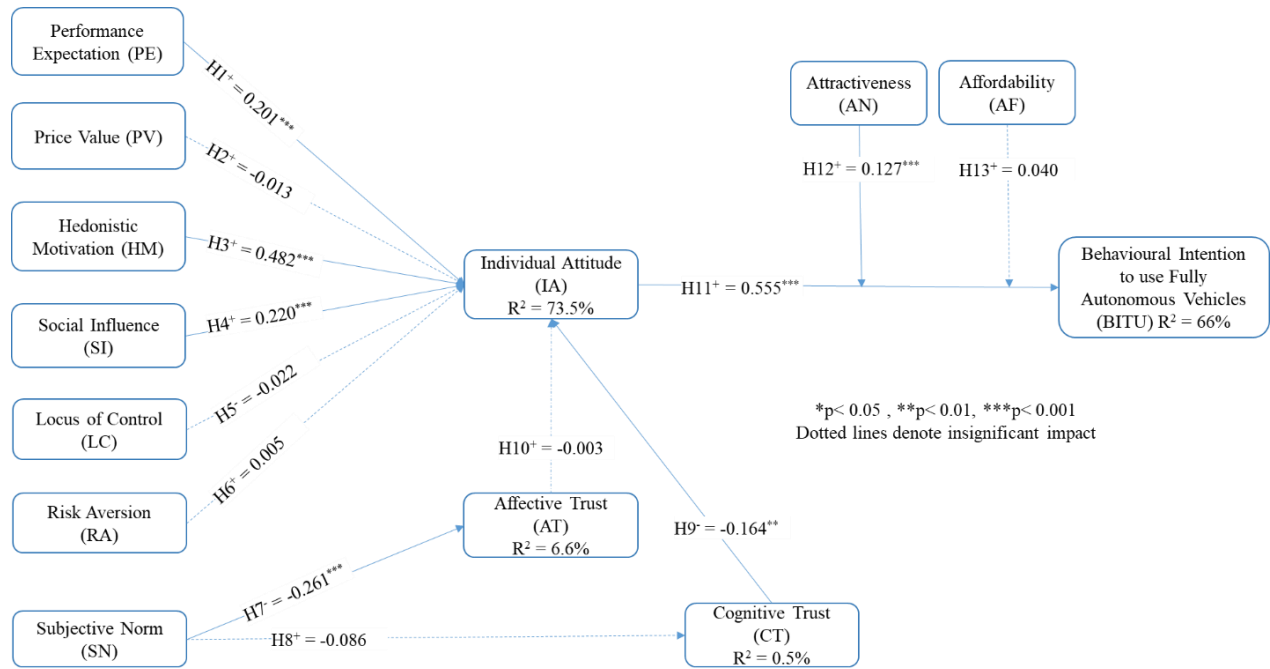 Performance
Expectation (PE)
H1⁺ = 0.201***
Price Value (PV)
H2⁺ = -0.013
Hedonistic
Motivation (HM)
H3⁺ = 0.482***
Social Influence
(SI)
H4⁺ = 0.220***
Locus of Control
(LC)
H5⁻ = -0.022
Risk Aversion
(RA)
H6⁺ = 0.005
Subjective Norm
(SN)
H7⁻ = -0.261***
H8⁺ = -0.086
Individual Attitude
(IA)
R² = 73.5%
H10⁺ = -0.003
Affective Trust
(AT)
R² = 6.6%
H9⁻ = -0.164**
Cognitive Trust
(CT)
R² = 0.5%
Attractiveness
(AN)
Affordability
(AF)
H12⁺ = 0.127***
H13⁺ = 0.040
H11⁺ = 0.555***
Behavioural Intention
to use Fully
Autonomous Vehicles
(BITU) R² = 66%
*p< 0.05 , **p< 0.01, ***p< 0.001
Dotted lines denote insignificant impact